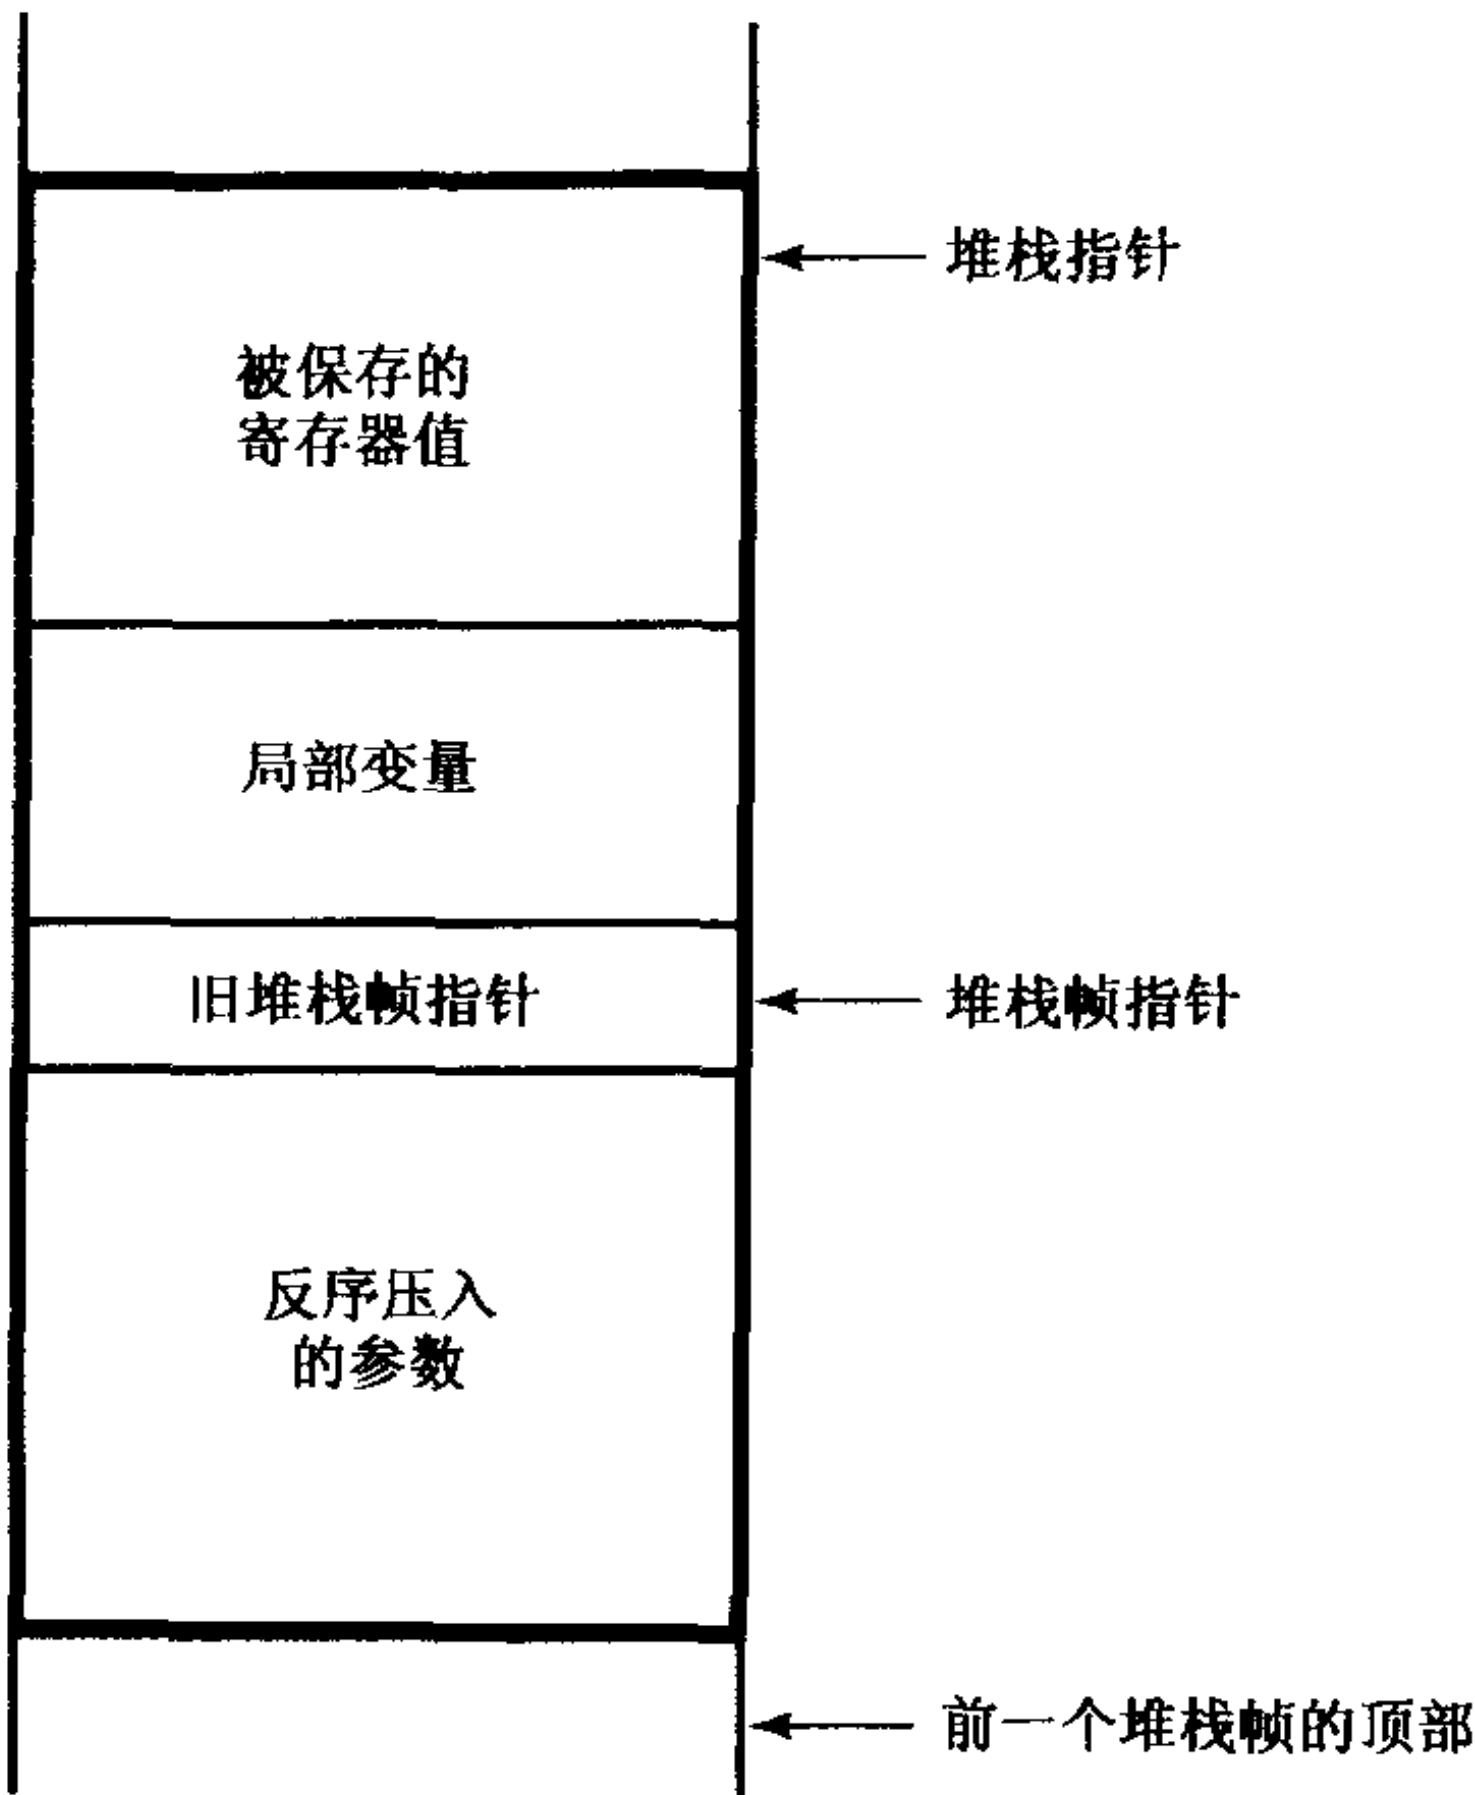 堆栈指针
被保存的
寄存器值
局部变量
旧堆栈帧指针
堆栈帧指针
反序压入
的参数
前一个堆栈帧的顶部